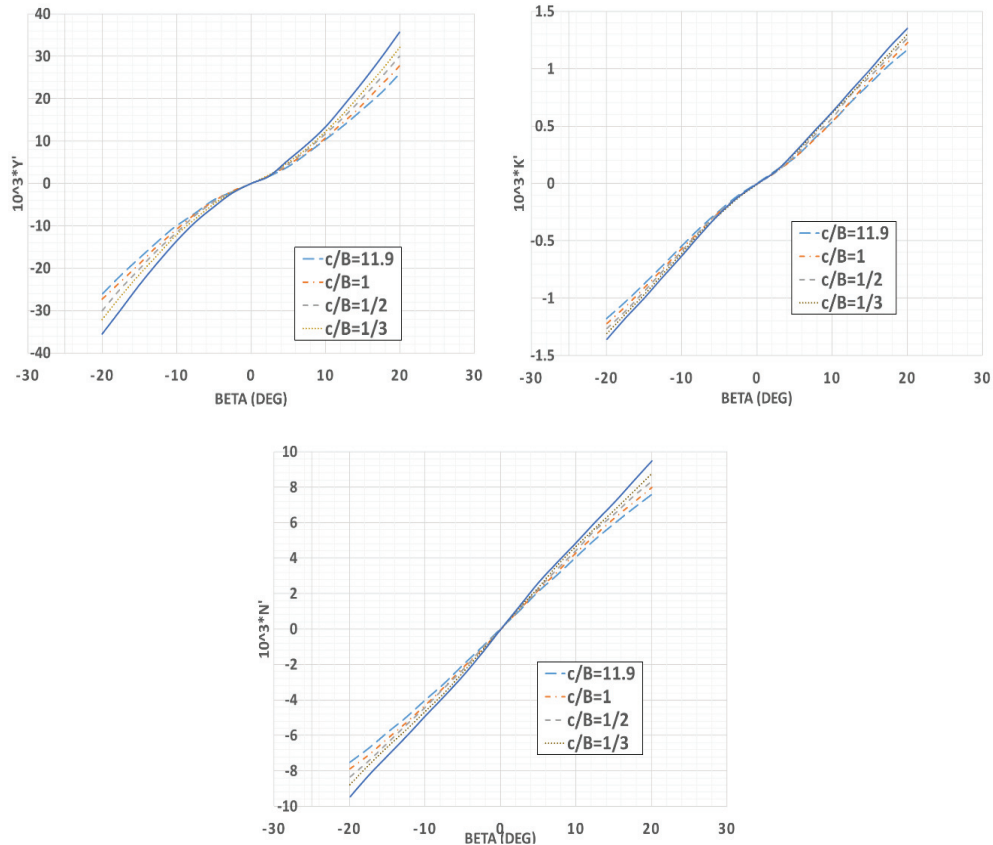 40
30
20
10
0
-10
-20
-30
-40
10^3*Y'
-30
-20
-10
0
10
20
30
BETA (DEG)
c/B=11.9
c/B=1
c/B=1/2
c/B=1/3
1.5
1
0.5
0
-0.5
-1
-1.5
10^3*K'
-30
-20
-10
0
10
20
30
BETA (DEG)
c/B=11.9
c/B=1
c/B=1/2
c/B=1/3
10
8
6
4
2
0
-2
-4
-6
-8
-10
10^3*N'
-30
-20
-10
0
10
20
30
BETA (DEG)
c/B=11.9
c/B=1
c/B=1/2
c/B=1/3